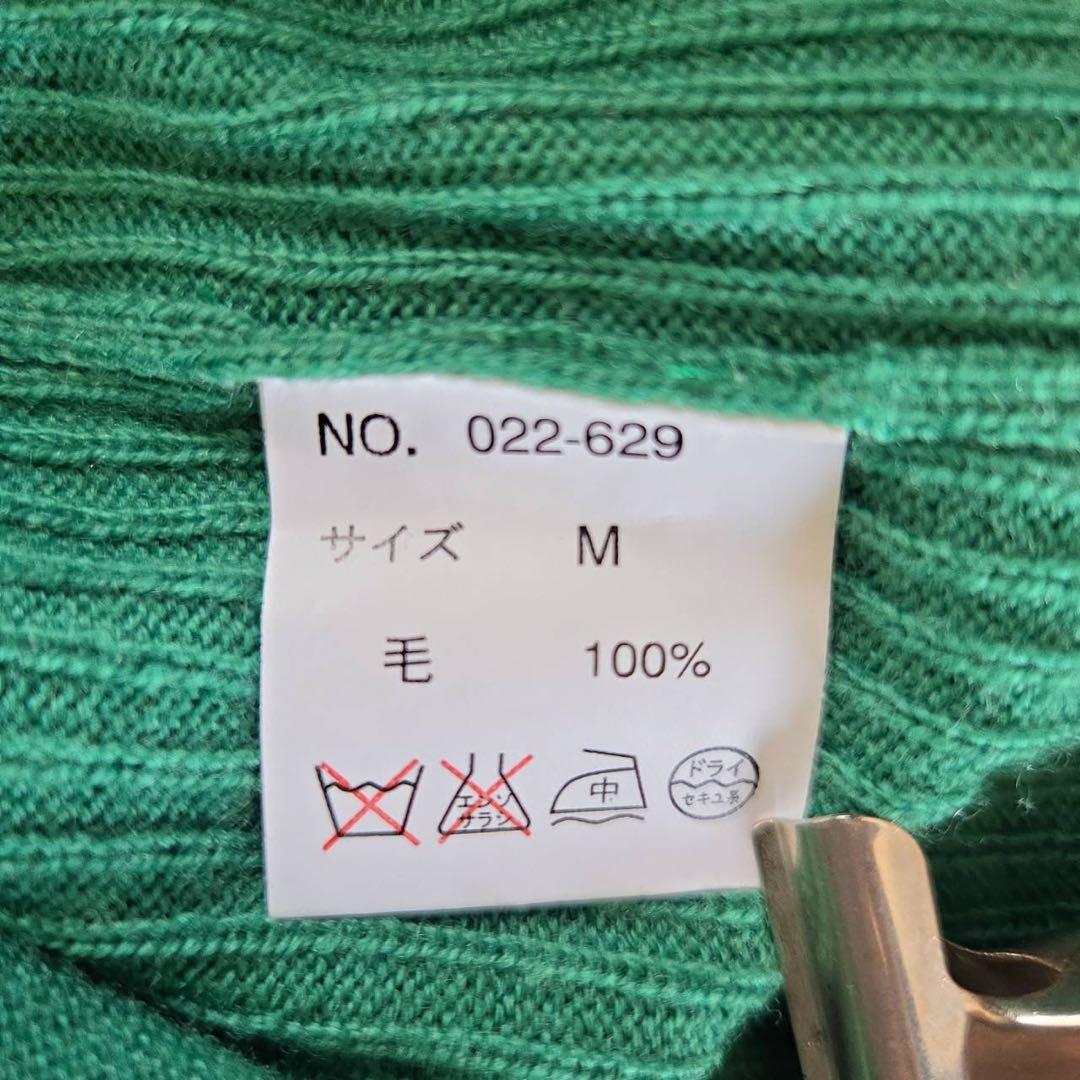 NO. 022-629
サイズ M
毛 100%
エンソ
サラシ
中
ドライ
セキユ系